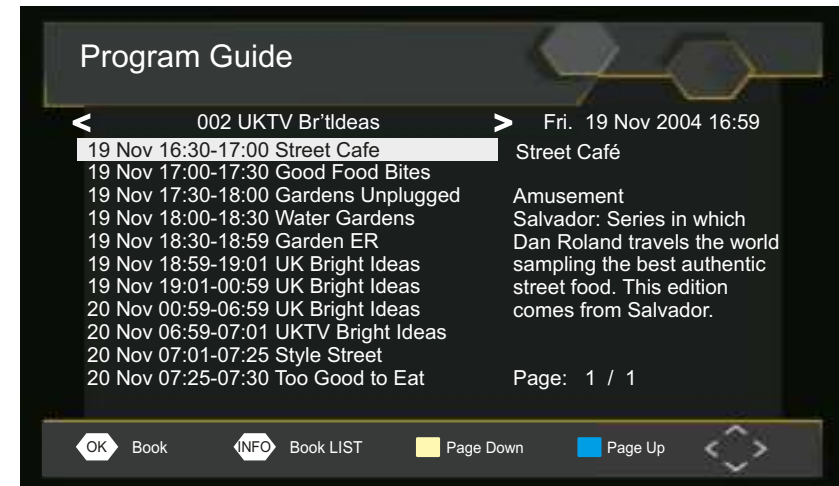 Program Guide
< 002 UKTV Br'tIdeas > Fri. 19 Nov 2004 16:59
19 Nov 16:30-17:00 Street Cafe
19 Nov 17:00-17:30 Good Food Bites
19 Nov 17:30-18:00 Gardens Unplugged
19 Nov 18:00-18:30 Water Gardens
19 Nov 18:30-18:59 Garden ER
19 Nov 18:59-19:01 UK Bright Ideas
19 Nov 19:01-00:59 UK Bright Ideas
20 Nov 00:59-06:59 UK Bright Ideas
20 Nov 06:59-07:01 UKTV Bright Ideas
20 Nov 07:01-07:25 Style Street
20 Nov 07:25-07:30 Too Good to Eat
Street Café
Amusement
Salvador: Series in which
Dan Roland travels the world
sampling the best authentic
street food. This edition
comes from Salvador.
Page: 1 / 1
OK Book INFO Book LIST Page Down Page Up